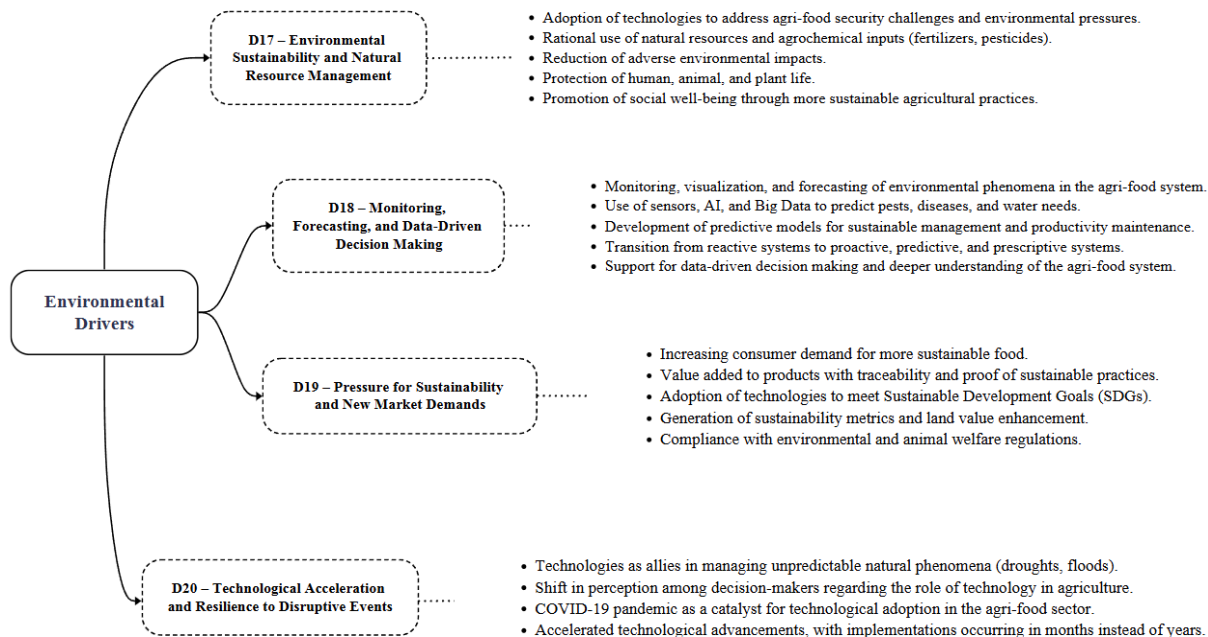 Environmental
Drivers
D17 – Environmental
Sustainability and Natural
Resource Management
• Adoption of technologies to address agri-food security challenges and environmental pressures.
• Rational use of natural resources and agrochemical inputs (fertilizers, pesticides).
• Reduction of adverse environmental impacts.
• Protection of human, animal, and plant life.
• Promotion of social well-being through more sustainable agricultural practices.
D18 – Monitoring,
Forecasting, and Data-Driven
Decision Making
• Monitoring, visualization, and forecasting of environmental phenomena in the agri-food system.
• Use of sensors, AI, and Big Data to predict pests, diseases, and water needs.
• Development of predictive models for sustainable management and productivity maintenance.
• Transition from reactive systems to proactive, predictive, and prescriptive systems.
• Support for data-driven decision making and deeper understanding of the agri-food system.
D19 – Pressure for Sustainability
and New Market Demands
• Increasing consumer demand for more sustainable food.
• Value added to products with traceability and proof of sustainable practices.
• Adoption of technologies to meet Sustainable Development Goals (SDGs).
• Generation of sustainability metrics and land value enhancement.
• Compliance with environmental and animal welfare regulations.
D20 – Technological Acceleration
and Resilience to Disruptive Events
• Technologies as allies in managing unpredictable natural phenomena (droughts, floods).
• Shift in perception among decision-makers regarding the role of technology in agriculture.
• COVID-19 pandemic as a catalyst for technological adoption in the agri-food sector.
• Accelerated technological advancements, with implementations occurring in months instead of years.